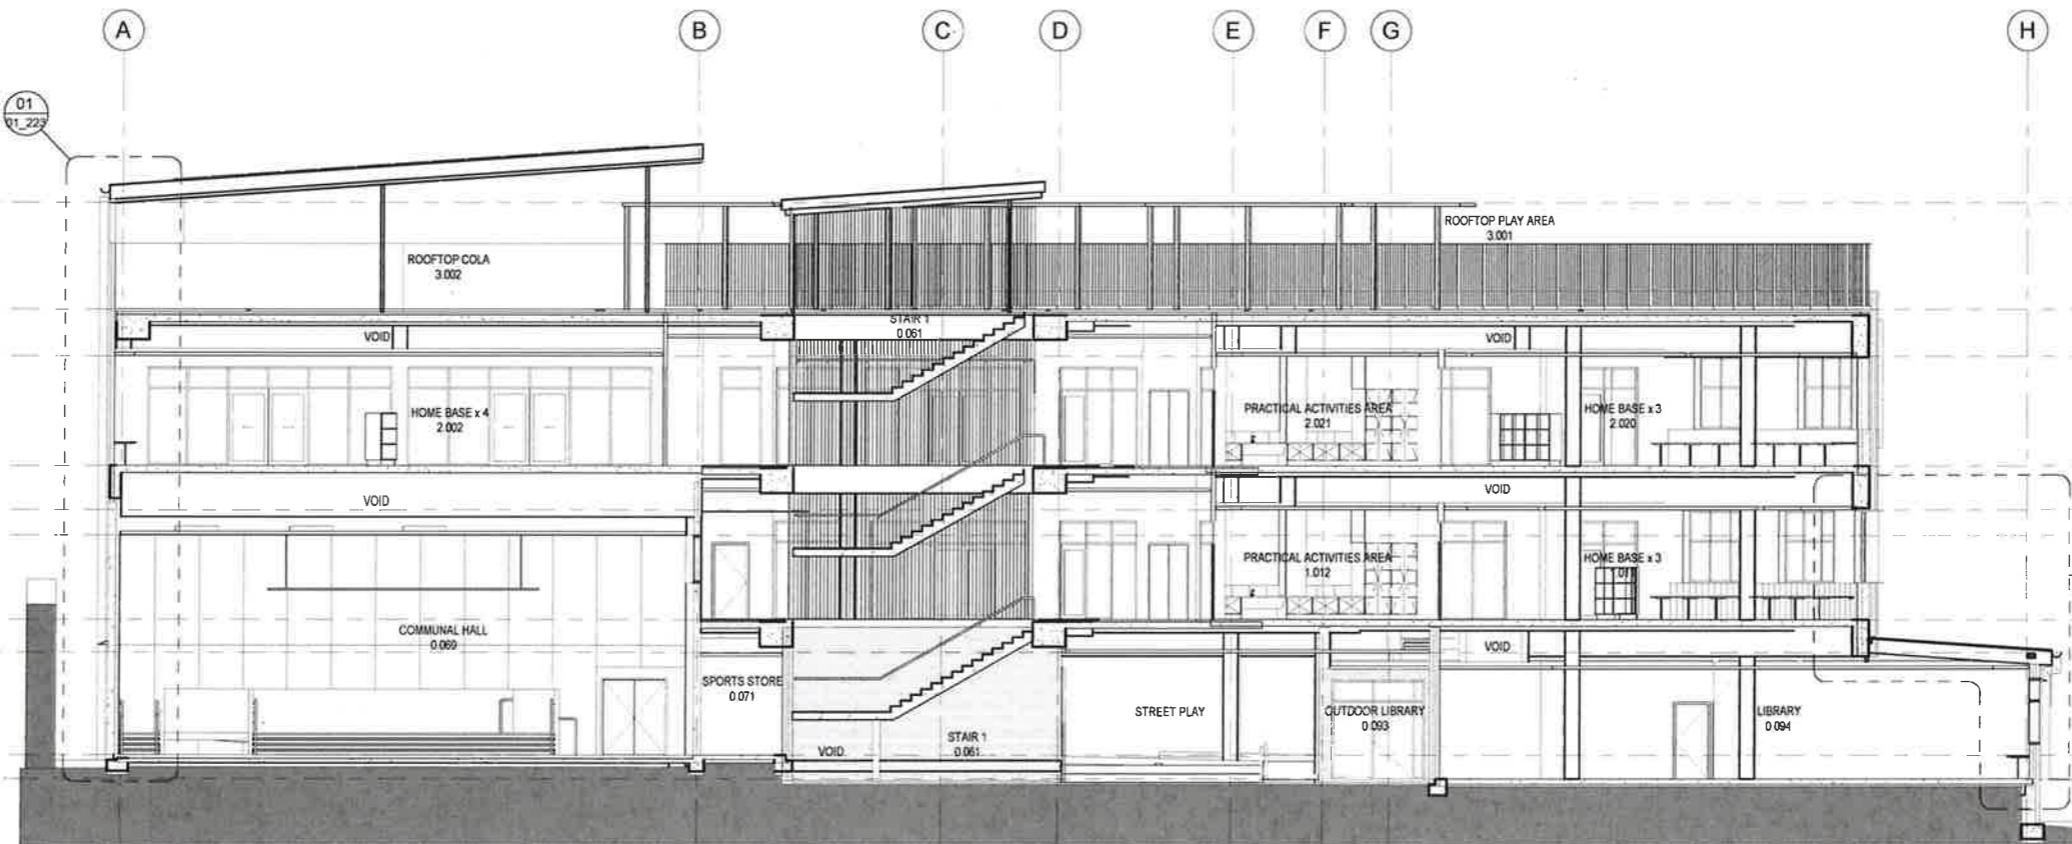 A
B
C
D
E
F
G
H
01
01_223
ROOFTOP PLAY AREA
3.001
ROOFTOP COLA
3.002
STAIR 1
0.061
VOID
VOID
HOME BASE x 4
2.002
PRACTICAL ACTIVITIES AREA
2.021
HOME BASE x 3
2.020
VOID
VOID
PRACTICAL ACTIVITIES AREA
1.012
HOME BASE x 3
1.011
COMMUNAL HALL
0.069
VOID
SPORTS STORE
0.071
STREET PLAY
OUTDOOR LIBRARY
0.093
LIBRARY
0.094
VOID
STAIR 1
0.061